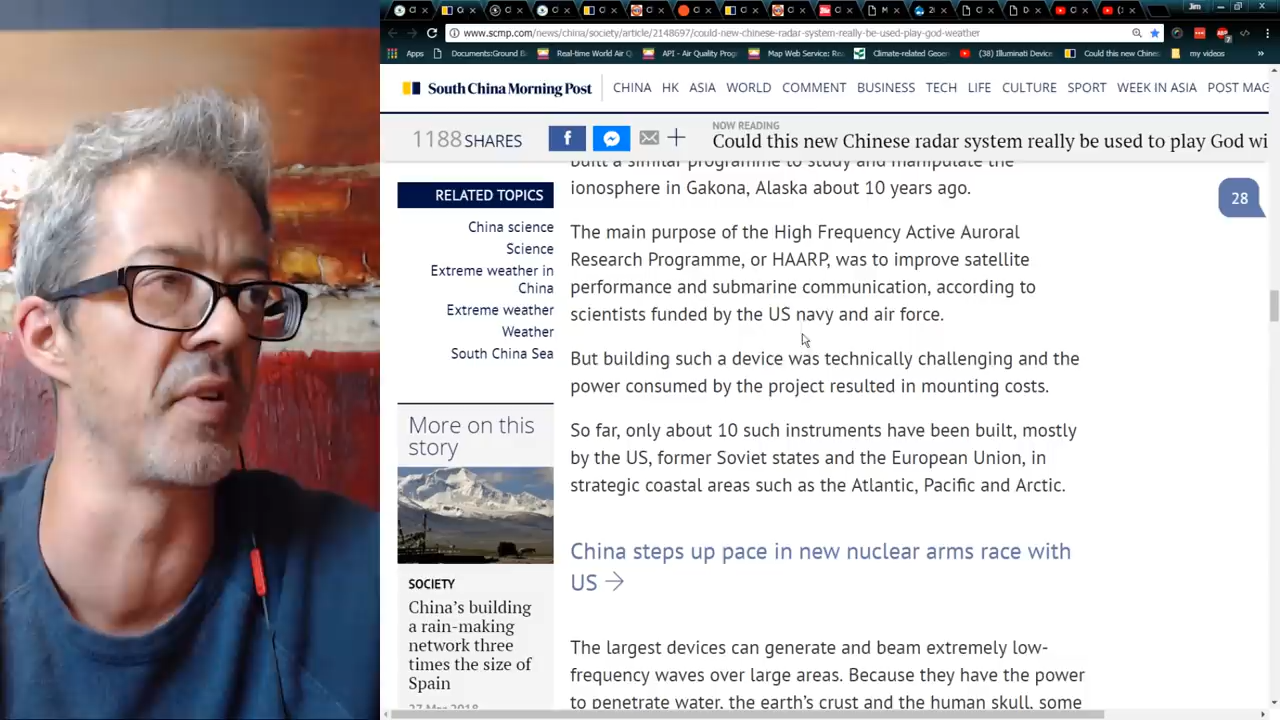 Jim
www.scmp.com/news/china/society/article/2148697/could-new-chinese-radar-system-really-be-used-play-god-weather
Apps
Documents:Ground B
Real-time World Air Q
API - Air Quality Prog
Map Web Service: Re
Climate-related Geoen
(38) Illuminati Device
Could this new Chines
my videos
South China Morning Post
CHINA HK ASIA WORLD COMMENT BUSINESS TECH LIFE CULTURE SPORT WEEK IN ASIA POST MAG
1188 SHARES
NOW READING
Could this new Chinese radar system really be used to play God wi
28
RELATED TOPICS
China science
Science
Extreme weather in
China
Extreme weather
Weather
South China Sea
More on this
story
SOCIETY
China's building
a rain-making
network three
times the size of
Spain
27 Mar 2018
built a similar programme to study and manipulate the
ionosphere in Gakona, Alaska about 10 years ago.
The main purpose of the High Frequency Active Auroral
Research Programme, or HAARP, was to improve satellite
performance and submarine communication, according to
scientists funded by the US navy and air force.
But building such a device was technically challenging and the
power consumed by the project resulted in mounting costs.
So far, only about 10 such instruments have been built, mostly
by the US, former Soviet states and the European Union, in
strategic coastal areas such as the Atlantic, Pacific and Arctic.
China steps up pace in new nuclear arms race with
US →
The largest devices can generate and beam extremely low-
frequency waves over large areas. Because they have the power
to penetrate water, the earth's crust and the human skull, some